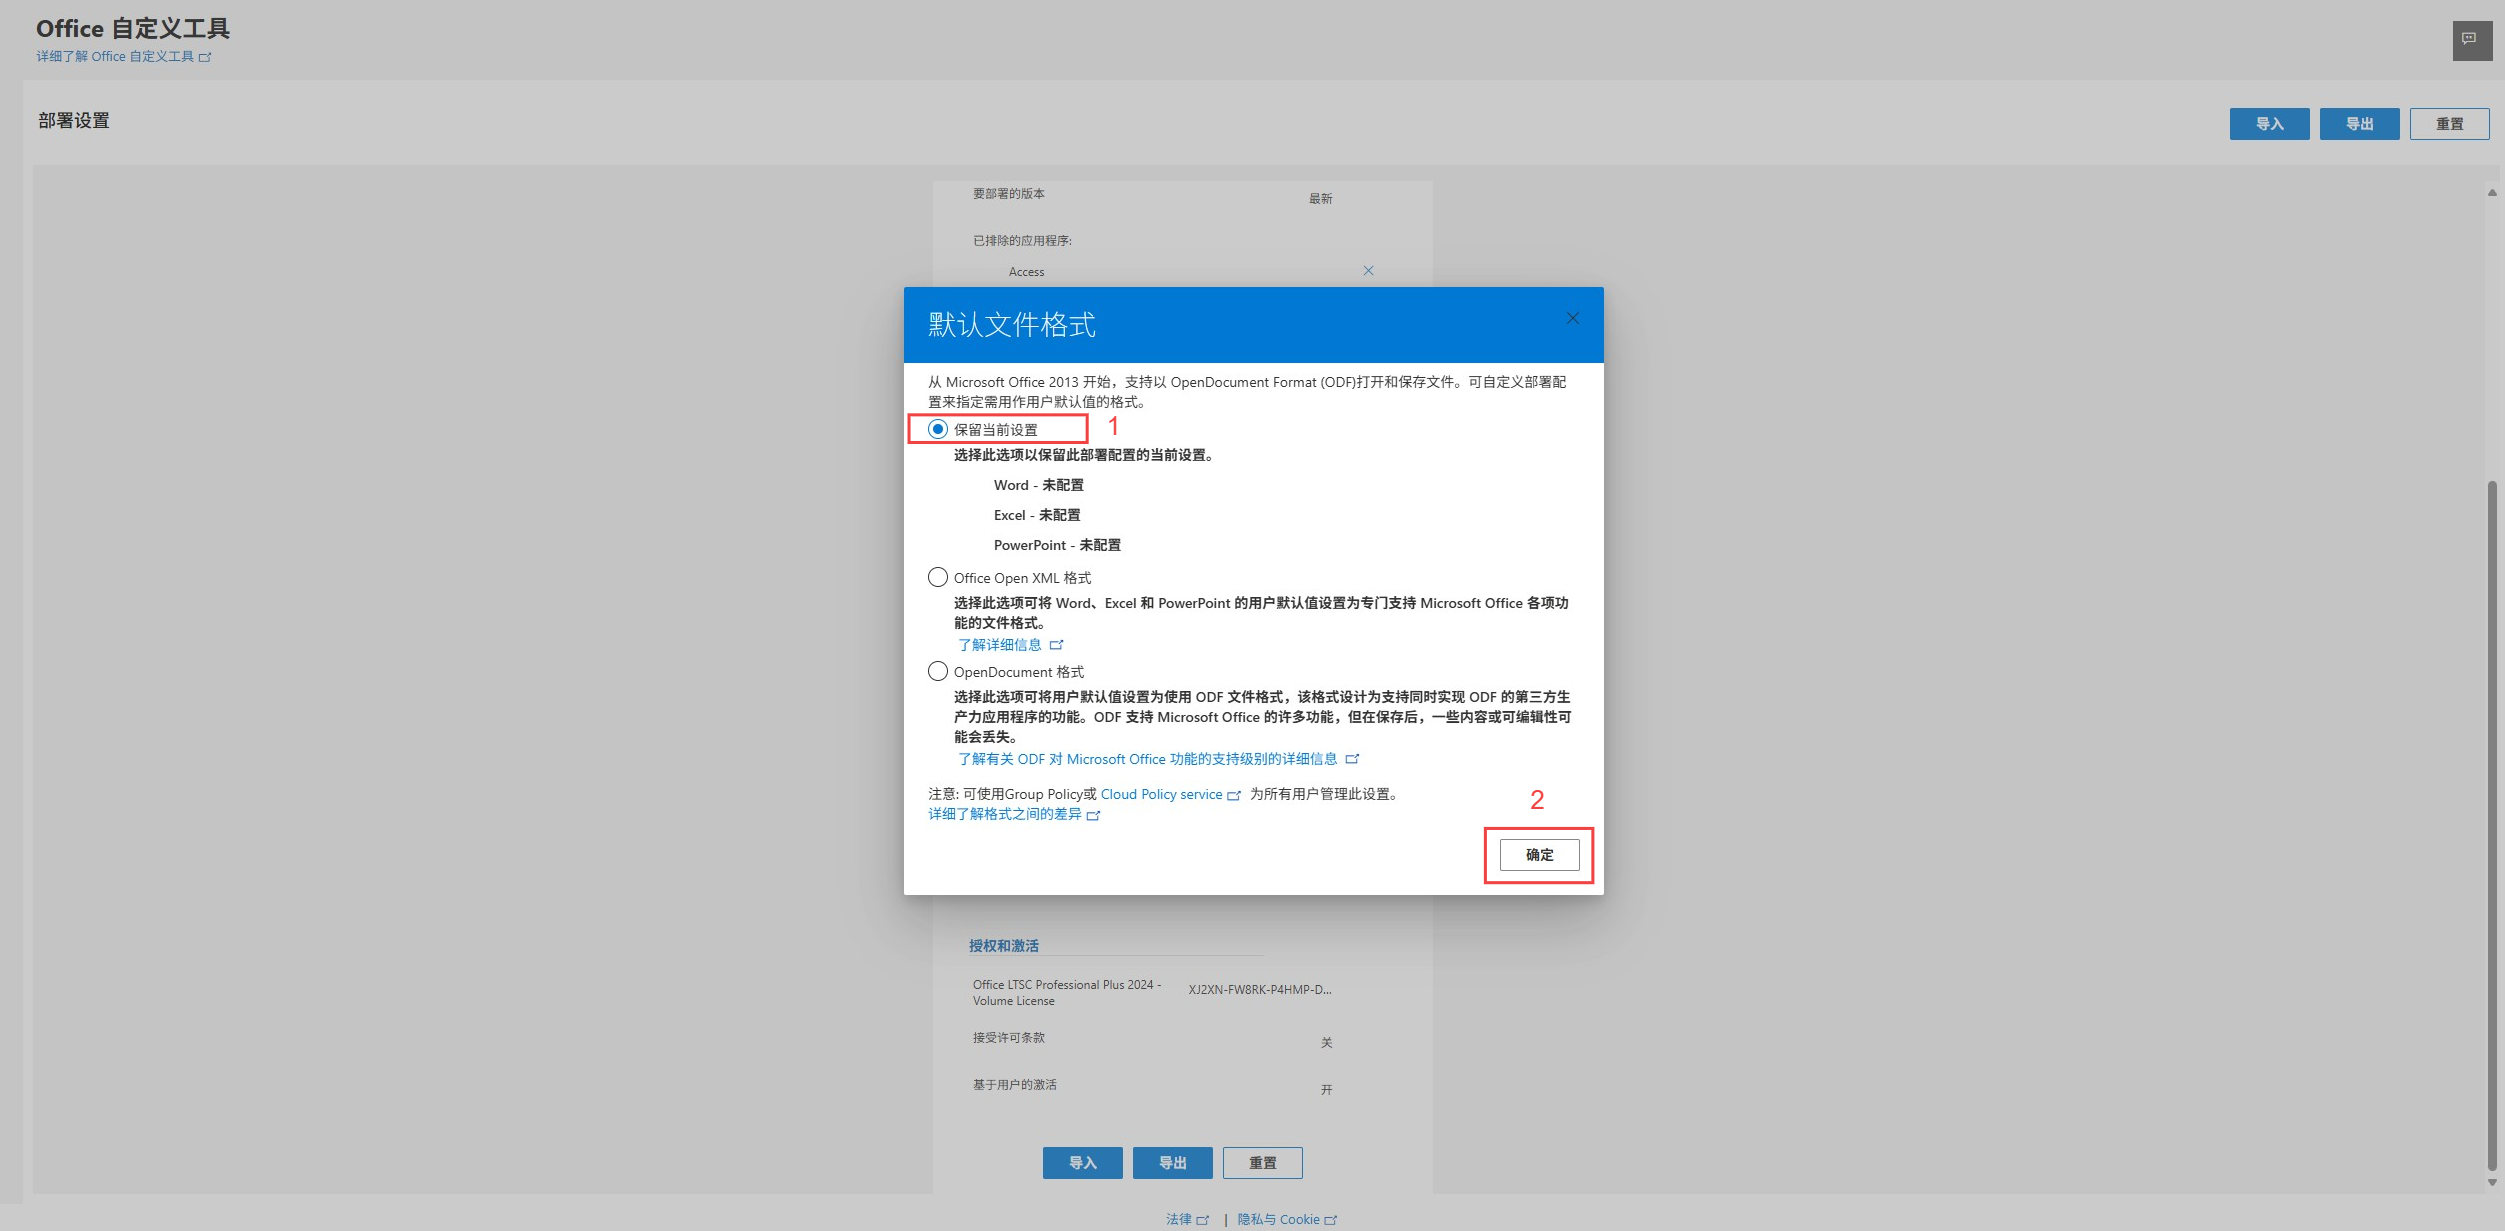 Office 自定义工具
详细了解 Office 自定义工具
部署设置
导入 导出 重置
要部署的版本 最新
已排除的应用程序:
Access
默认文件格式
从 Microsoft Office 2013 开始，支持以 OpenDocument Format (ODF)打开和保存文件。可自定义部署配
置来指定需用作用户默认值的格式。
保留当前设置 1
选择此选项以保留此部署配置的当前设置。
Word - 未配置
Excel - 未配置
PowerPoint - 未配置
Office Open XML 格式
选择此选项可将 Word、Excel 和 PowerPoint 的用户默认值设置为专门支持 Microsoft Office 各项功
能的文件格式。
了解详细信息
OpenDocument 格式
选择此选项可将用户默认值设置为使用 ODF 文件格式，该格式设计为支持同时实现 ODF 的第三方生
产力应用程序的功能。ODF 支持 Microsoft Office 的许多功能，但在保存后，一些内容或可编辑性可
能会丢失。
了解有关 ODF 对 Microsoft Office 功能的支持级别的详细信息
注意: 可使用Group Policy或 Cloud Policy service 为所有用户管理此设置。
详细了解格式之间的差异
2
确定
授权和激活
Office LTSC Professional Plus 2024 -
Volume License
XJ2XN-FW8RK-P4HMP-D...
接受许可条款 关
基于用户的激活 开
导入 导出 重置
法律 | 隐私与 Cookie